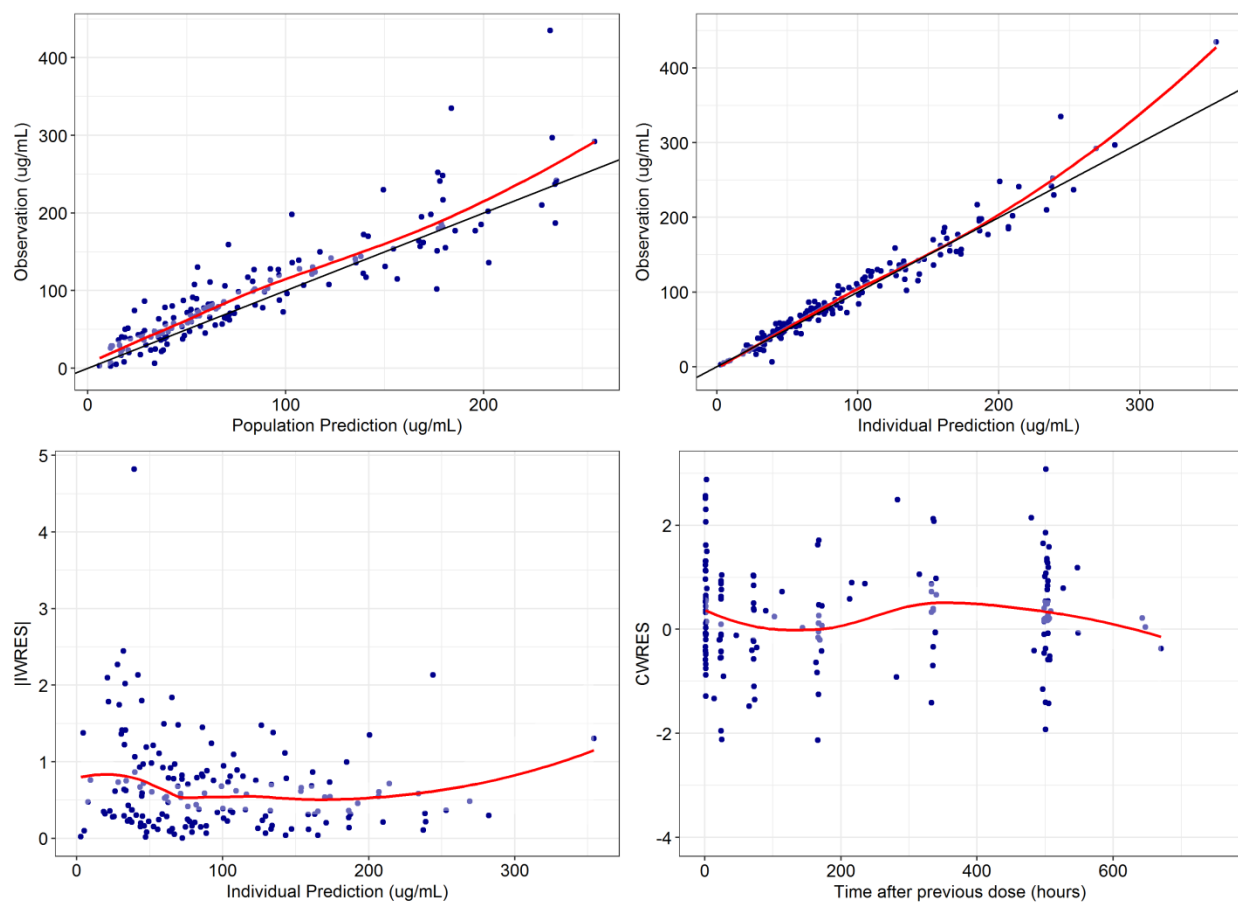 400
300
200
100
0
Observation (ug/mL)
0 100 200
Population Prediction (ug/mL)
400
300
200
100
0
Observation (ug/mL)
0 100 200 300
Individual Prediction (ug/mL)
5
4
3
2
1
0
|IWRES|
0 100 200 300
Individual Prediction (ug/mL)
2
0
-2
-4
CWRES
0 200 400 600
Time after previous dose (hours)